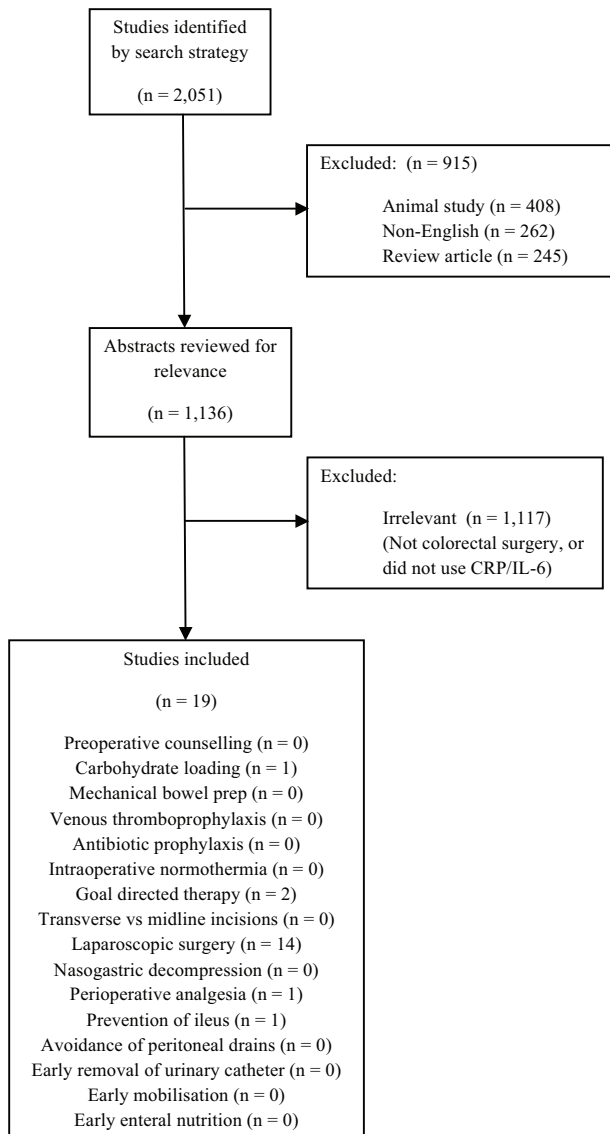 Studies identified
by search strategy
(n = 2,051)
Excluded: (n = 915)
Animal study (n = 408)
Non-English (n = 262)
Review article (n = 245)
Abstracts reviewed for
relevance
(n = 1,136)
Excluded:
Irrelevant (n = 1,117)
(Not colorectal surgery, or
did not use CRP/IL-6)
Studies included
(n = 19)
Preoperative counselling (n = 0)
Carbohydrate loading (n = 1)
Mechanical bowel prep (n = 0)
Venous thromboprophylaxis (n = 0)
Antibiotic prophylaxis (n = 0)
Intraoperative normothermia (n = 0)
Goal directed therapy (n = 2)
Transverse vs midline incisions (n = 0)
Laparoscopic surgery (n = 14)
Nasogastric decompression (n = 0)
Perioperative analgesia (n = 1)
Prevention of ileus (n = 1)
Avoidance of peritoneal drains (n = 0)
Early removal of urinary catheter (n = 0)
Early mobilisation (n = 0)
Early enteral nutrition (n = 0)